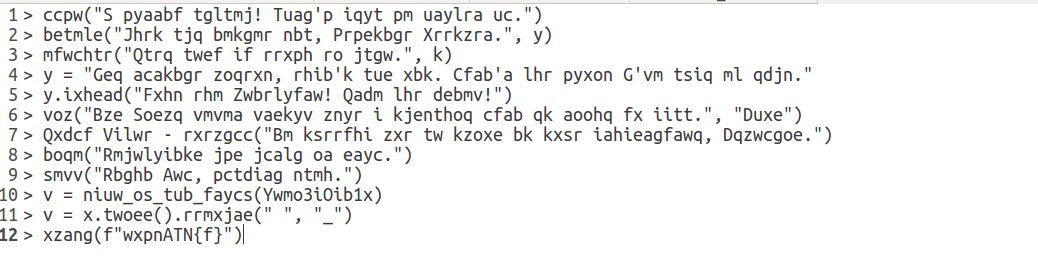 1 > ccpw("S pyaabf tgltmj! Tuag'p iqyt pm uaylra uc.")
2 > betmle("Jhrk tjq bmkgmr nbt, Prpekbgr Xrrkzra.", y)
3 > mfwchtr("Qtrq twef if rrxph ro jtgw.", k)
4 > y = "Geq acakbgr zoqrxn, rhib'k tue xbk. Cfab'a lhr pyxon G'vm tsiq ml qdjn."
5 > y.ixhead("Fxhn rhm Zwbrlyfaw! Qadm lhr debmv!")
6 > voz("Bze Soezq vmvma vaekyv znyr i kjenthoq cfab qk aoohq fx iitt.", "Duxe")
7 > Qxdcf Vilwr - rxrzgcc("Bm ksrrfhi zxr tw kzoxe bk kxsr iahieagfawq, Dqzwcgoe.")
8 > boqm("Rmjwlyibke jpe jcalg oa eayc.")
9 > smvv("Rbghb Awc, pctdiag ntmh.")
10 > v = niuw_os_tub_faycs(Ywmo3iOib1x)
11 > v = x.twoee().rrmxjae(" ", "_")
12 > xzang(f"wxpnATN{f}")